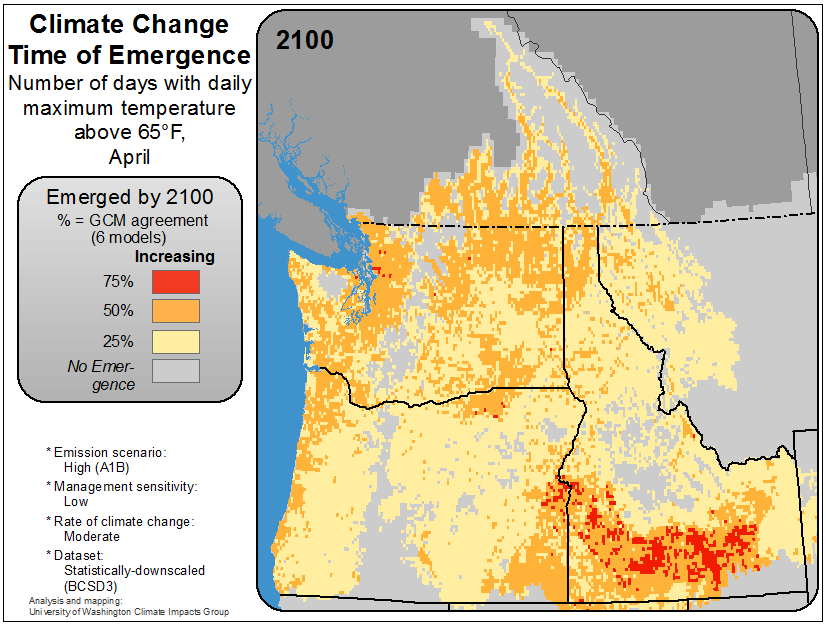 Climate Change
Time of Emergence
Number of days with daily
maximum temperature
above 65°F,
April
2100
Emerged by 2100
% = GCM agreement
(6 models)
Increasing
75%
50%
25%
No Emer-
gence
* Emission scenario:
High (A1B)
* Management sensitivity:
Low
* Rate of climate change:
Moderate
* Dataset:
Statistically-downscaled
(BCSD3)
Analysis and mapping:
University of Washington Climate Impacts Group